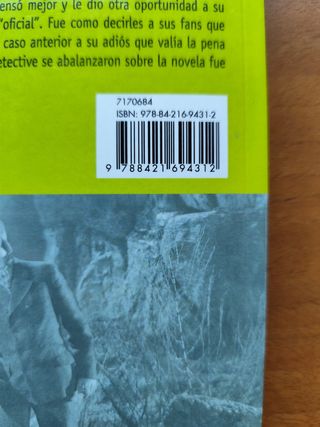 ensó mejor y le dio otra oportunidad a su
"oficial". Fue como decirles a sus fans que
caso anterior a su adiós que valía la pena
etective se abalanzaron sobre la novela fue
7170684
ISBN: 978-84-216-9431-2
9 788421 694312